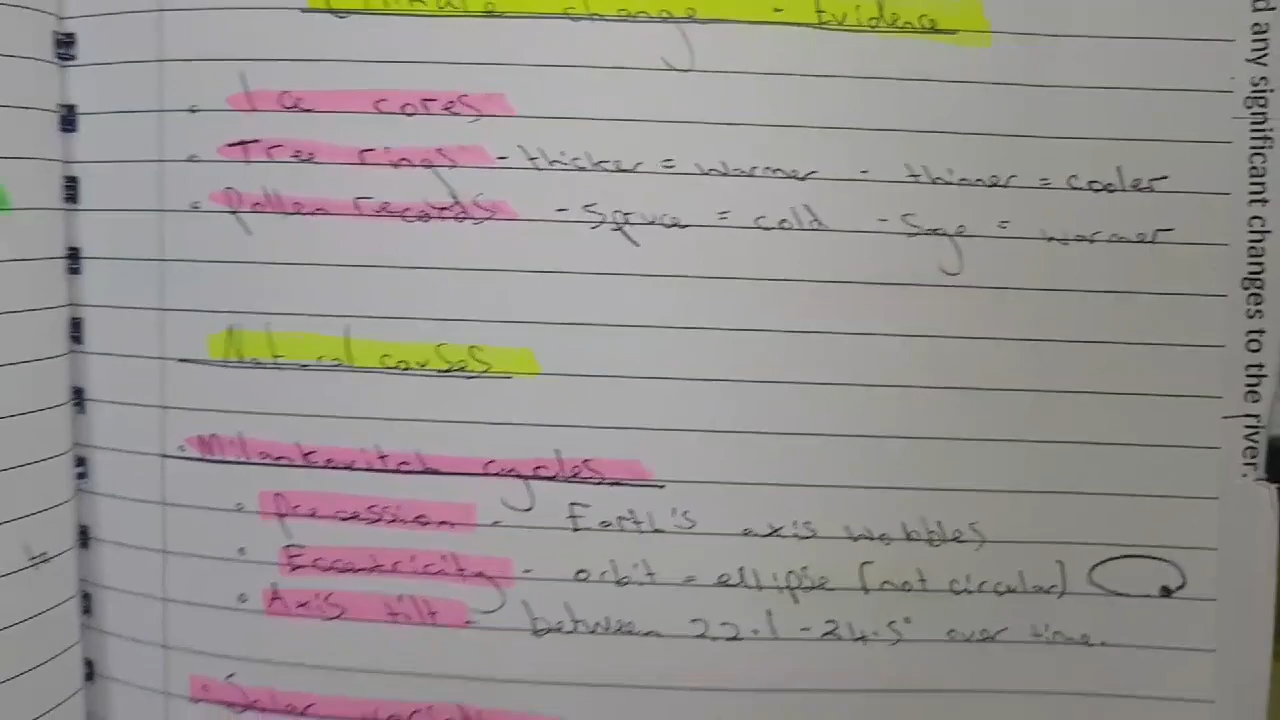 Climate change - Evidence
• Ice cores
• Tree rings - thicker = warmer - thinner = cooler
• Pollen records - Spruce = cold - Sage = warmer
Natural causes
• Milankovitch cycles
• Precession - Earth's axis wobbles
• Eccentricity - orbit = ellipse (not circular)
• Axis tilt - between 22.1 - 24.5° over time.
• Solar
d any significant changes to the river.